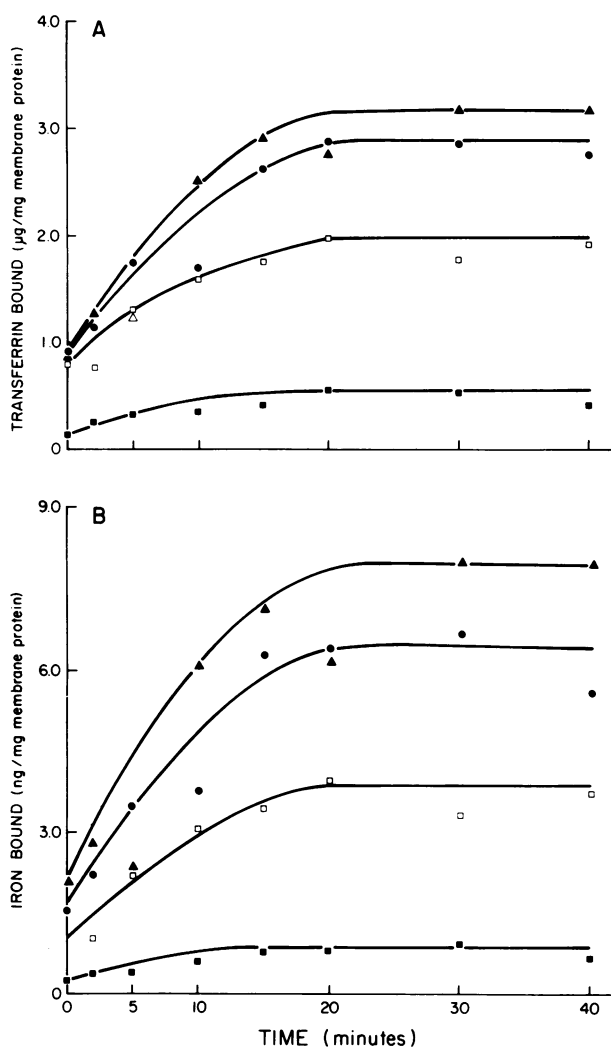 A
4.0
3.0
2.0
1.0
0
TRANSFERRIN BOUND (µg/mg membrane protein)
B
9.0
6.0
3.0
0
IRON BOUND (ng/mg membrane protein)
0 5 10 20 30 40
TIME (minutes)